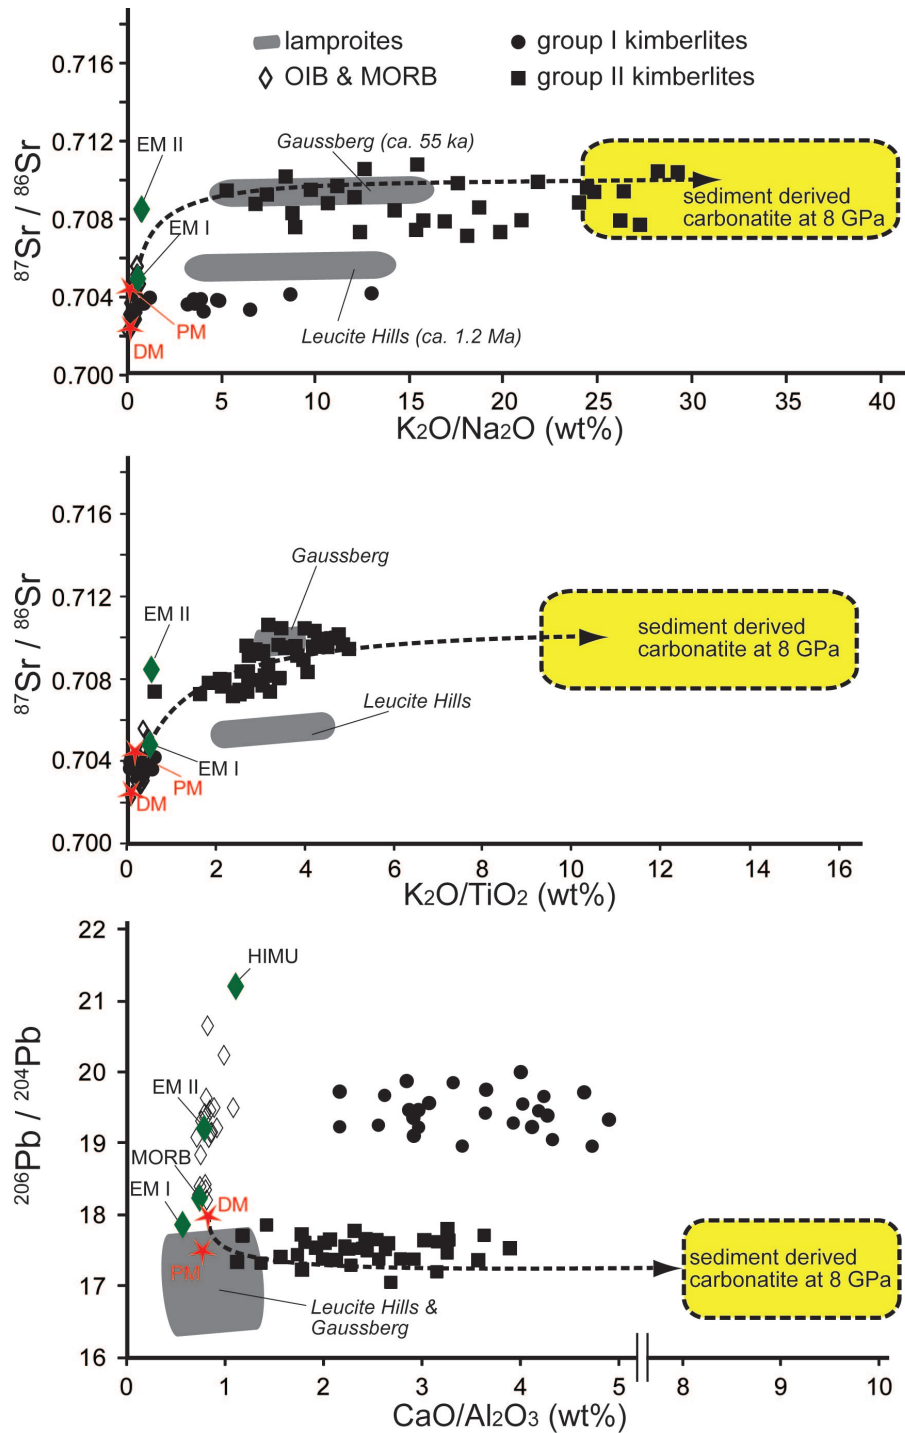 lamproites
group I kimberlites
OIB & MORB
group II kimberlites
0.716
0.712
0.708
0.704
0.700
87Sr / 86Sr
EM II
Gaussberg (ca. 55 ka)
sediment derived
carbonatite at 8 GPa
EM I
PM
DM
Leucite Hills (ca. 1.2 Ma)
0 5 10 15 20 25 30 35 40
K2O/Na2O (wt%)
0.716
0.712
0.708
0.704
0.700
87Sr / 86Sr
Gaussberg
EM II
sediment derived
carbonatite at 8 GPa
Leucite Hills
EM I
PM
DM
0 2 4 6 8 10 12 14 16
K2O/TiO2 (wt%)
22
21
20
19
18
17
16
206Pb / 204Pb
HIMU
EM II
MORB
EM I
DM
PM
sediment derived
carbonatite at 8 GPa
Leucite Hills &
Gaussberg
0 1 2 3 4 5 8 9 10
CaO/Al2O3 (wt%)